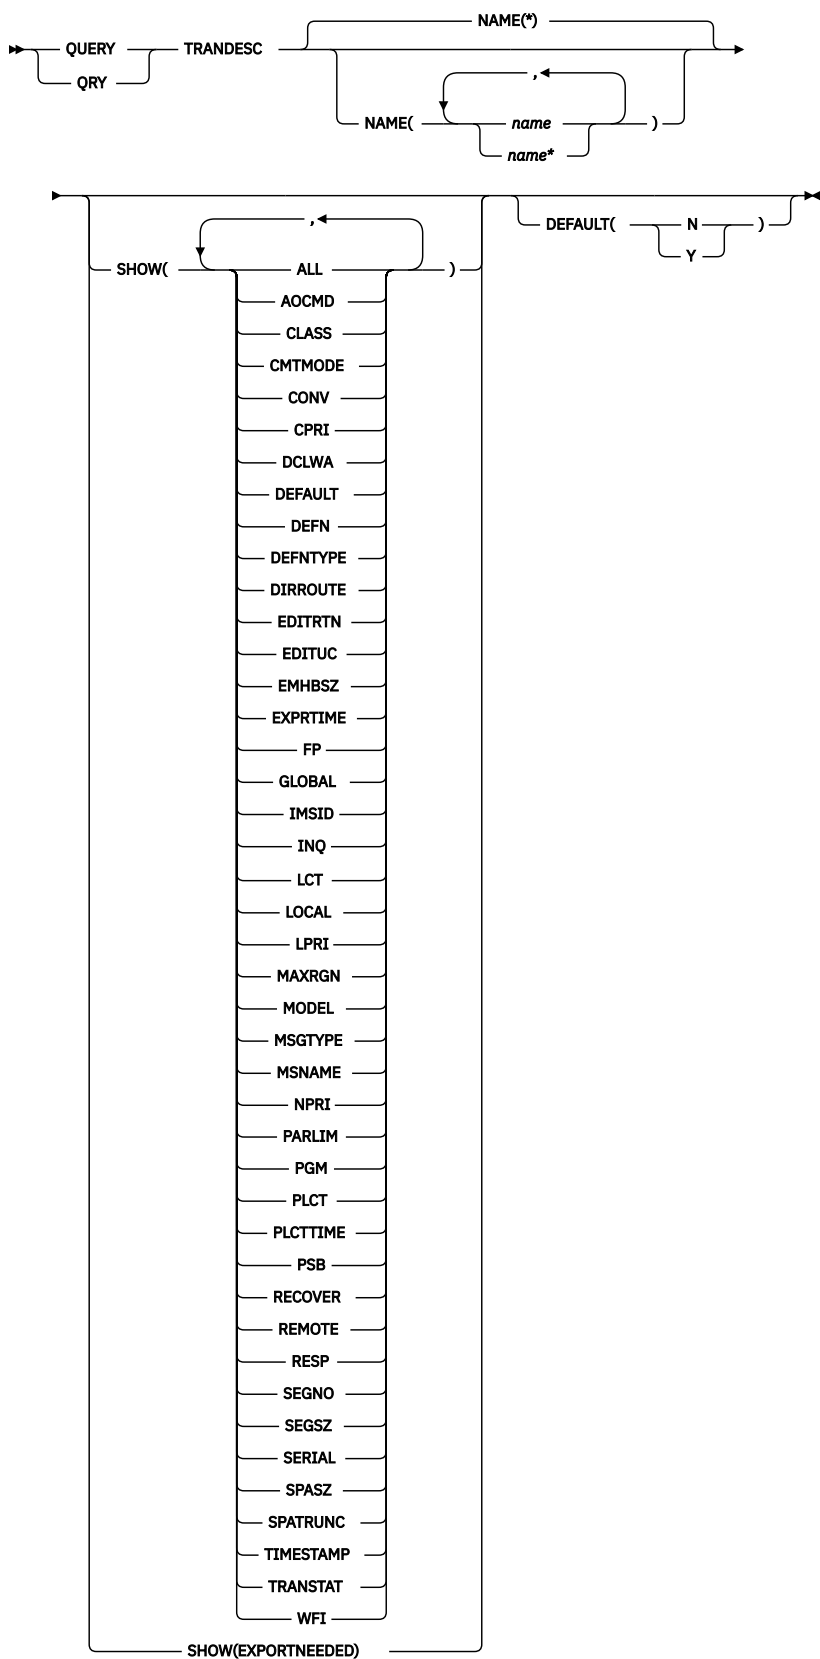 NAME(*)
QUERY TRANDESC
QRY
,
NAME( name )
name*
,
DEFAULT( N )
Y
SHOW( ALL )
AOCMD
CLASS
CMTMODE
CONV
CPRI
DCLWA
DEFAULT
DEFN
DEFNTYPE
DIRROUTE
EDITRTN
EDITUC
EMHBSZ
EXPRTIME
FP
GLOBAL
IMSID
INQ
LCT
LOCAL
LPRI
MAXRGN
MODEL
MSGTYPE
MSNAME
NPRI
PARLIM
PGM
PLCT
PLCTTIME
PSB
RECOVER
REMOTE
RESP
SEGNO
SEGSZ
SERIAL
SPASZ
SPATRUNC
TIMESTAMP
TRANSTAT
WFI
SHOW(EXPORTNEEDED)